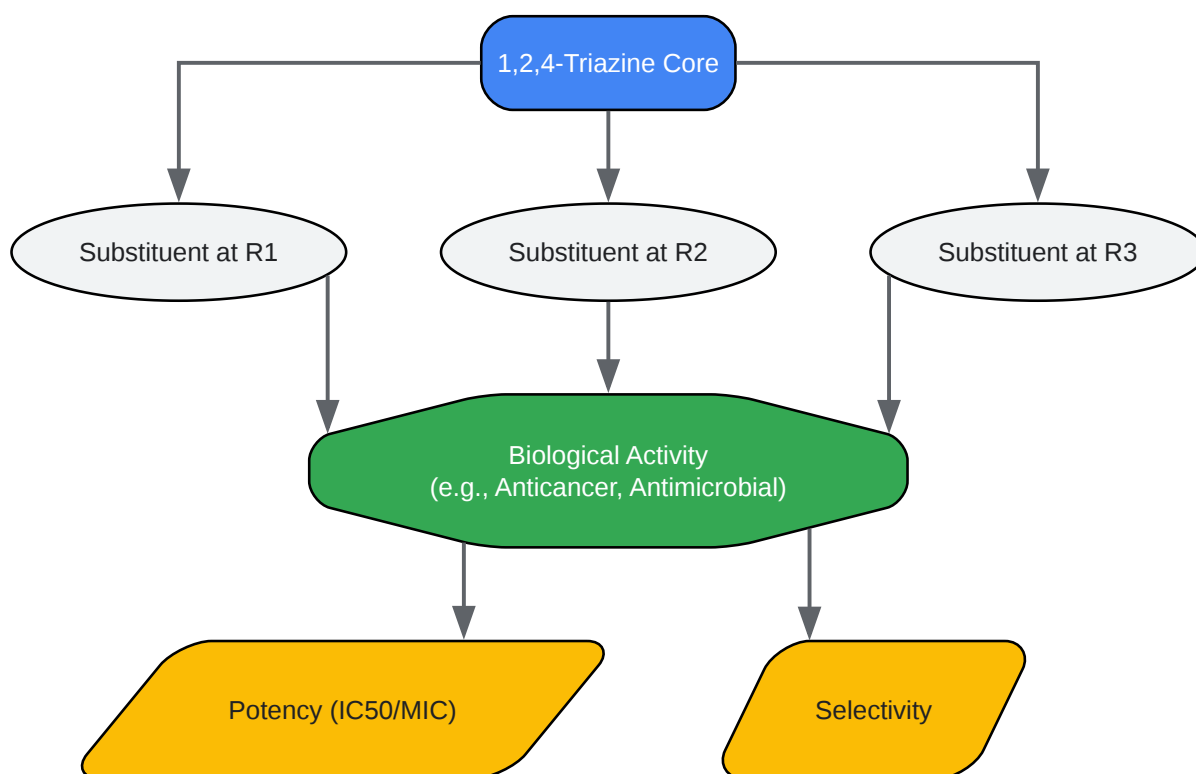 1,2,4-Triazine Core
Substituent at R1
Substituent at R2
Substituent at R3
Biological Activity
(e.g., Anticancer, Antimicrobial)
Potency (IC50/MIC)
Selectivity